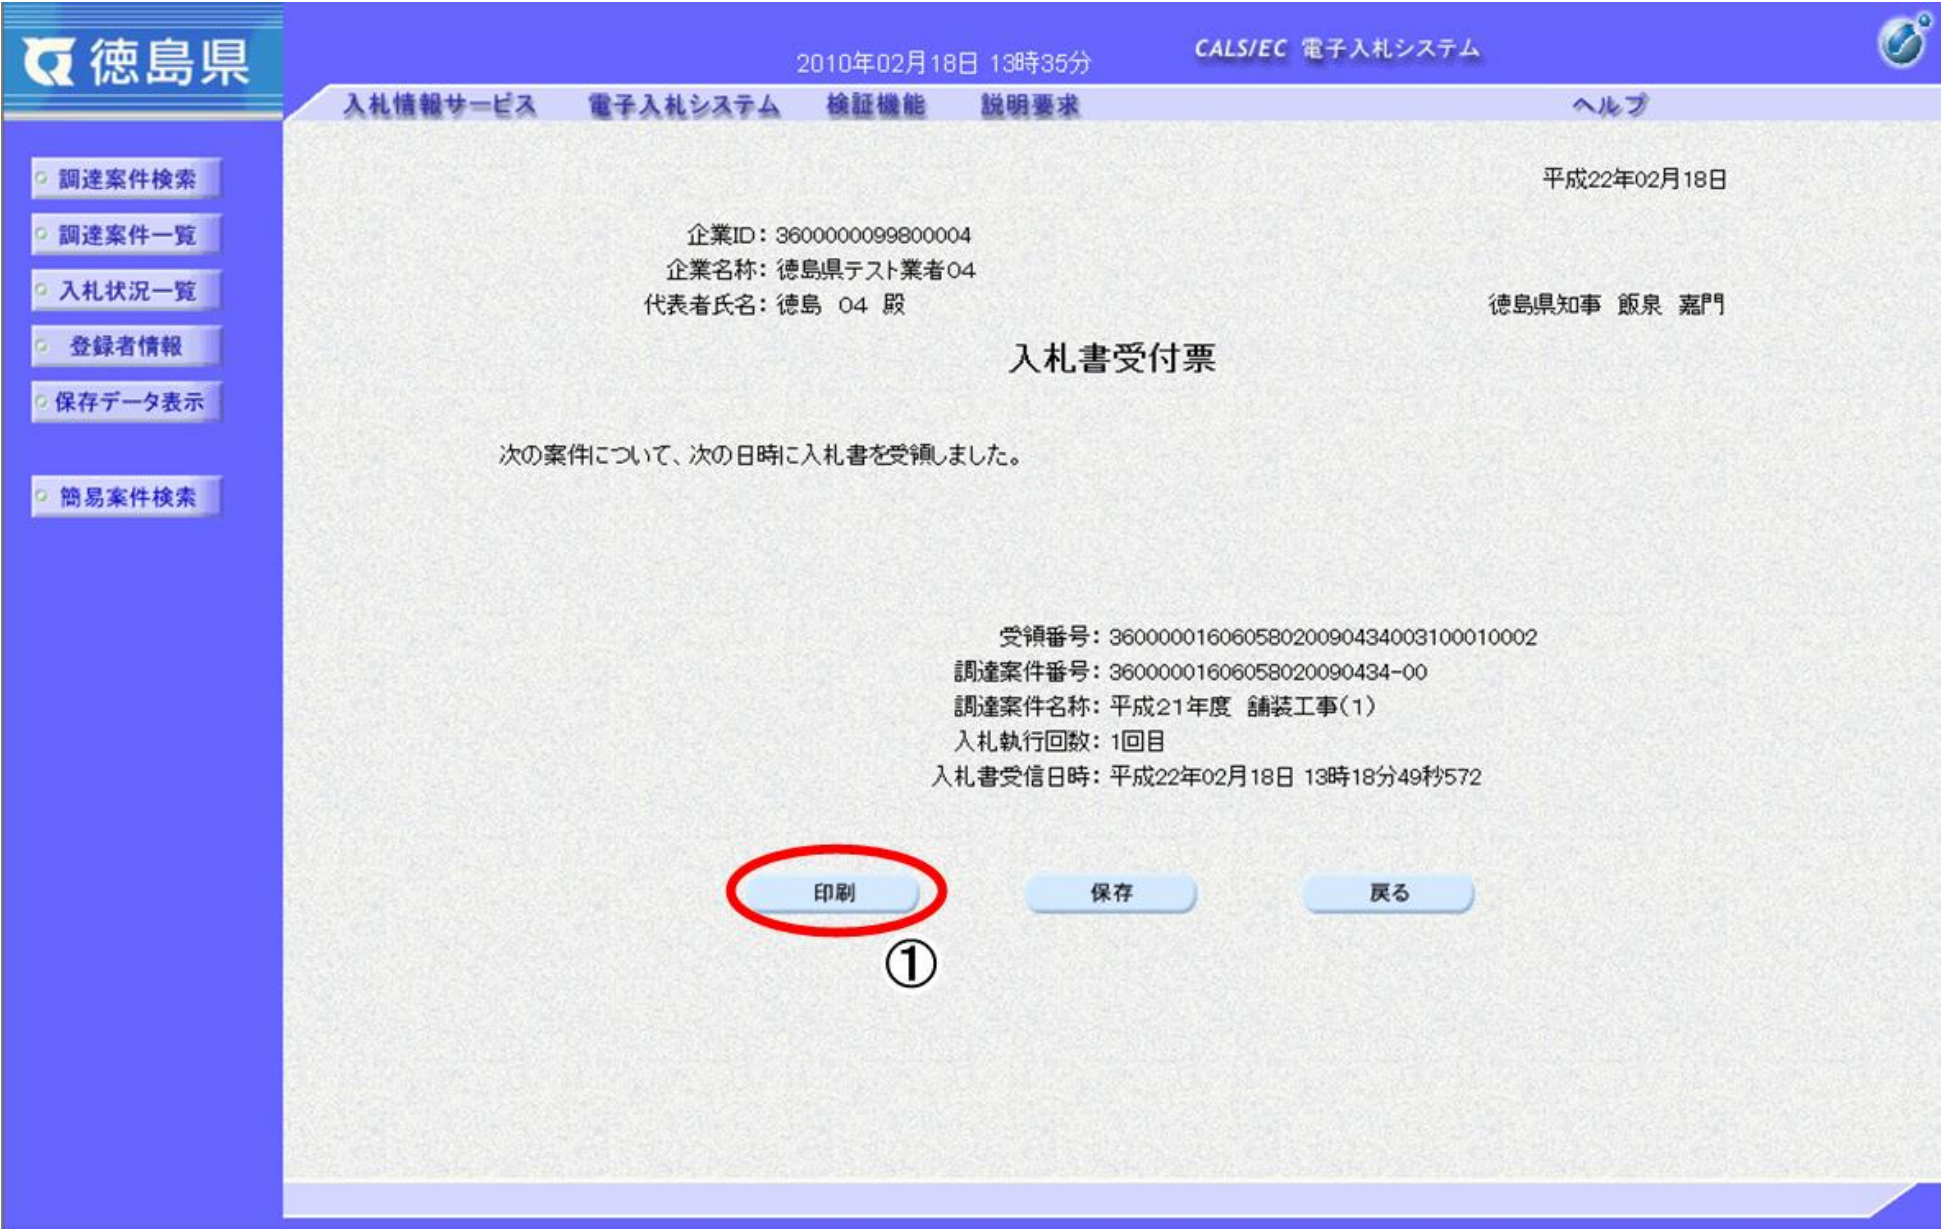 徳島県
2010年02月18日 13時35分
CALS/EC 電子入札システム
入札情報サービス 電子入札システム 検証機能 説明要求 ヘルプ
調達案件検索
調達案件一覧
入札状況一覧
登録者情報
保存データ表示
簡易案件検索
平成22年02月18日
企業ID：3600000099800004
企業名称：徳島県テスト業者04
代表者氏名：徳島 04 殿
徳島県知事 飯泉 嘉門
入札書受付票
次の案件について、次の日時に入札書を受領しました。
受領番号：36000001606058020090434003100010002
調達案件番号：36000001606058020090434-00
調達案件名称：平成21年度 舗装工事(1)
入札執行回数：1回目
入札書受信日時：平成22年02月18日 13時18分49秒572
印刷 保存 戻る
①